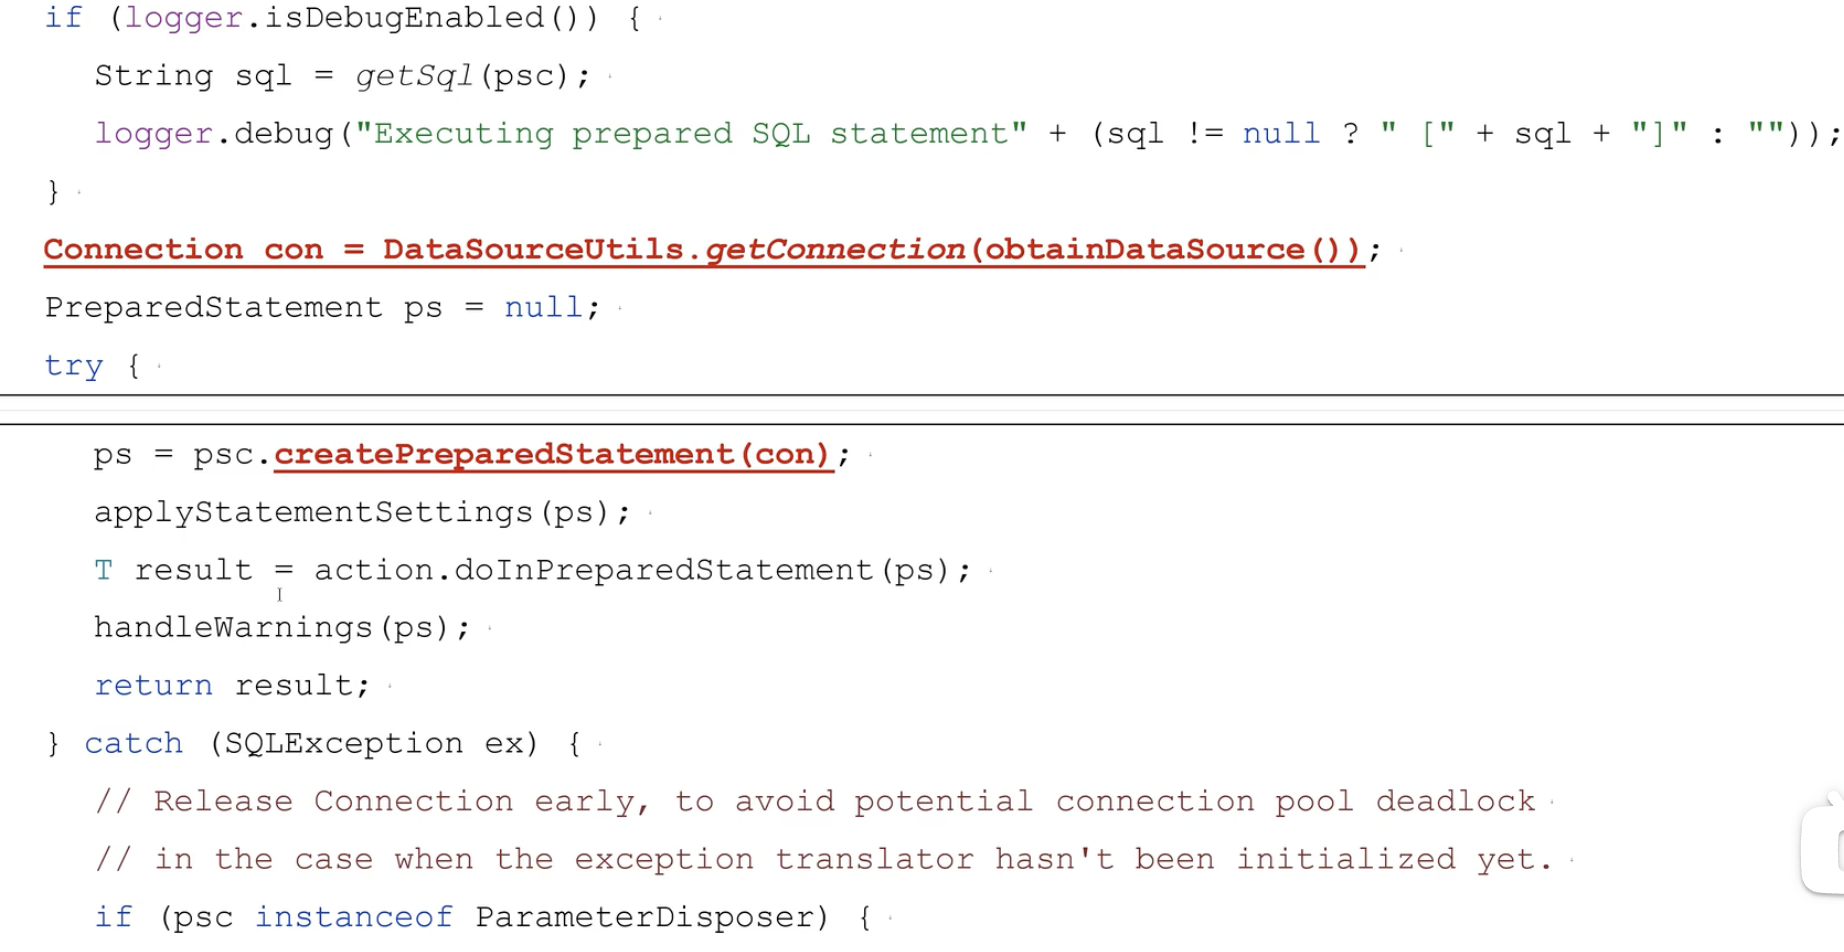 if (logger.isDebugEnabled()) {
String sql = getSql(psc);
logger.debug("Executing prepared SQL statement" + (sql != null ? " [" + sql + "]" : ""));
}
Connection con = DataSourceUtils.getConnection(obtainDataSource());
PreparedStatement ps = null;
try {
ps = psc.createPreparedStatement(con);
applyStatementSettings(ps);
T result = action.doInPreparedStatement(ps);
handleWarnings(ps);
return result;
} catch (SQLException ex) {
// Release Connection early, to avoid potential connection pool deadlock
// in the case when the exception translator hasn't been initialized yet.
if (psc instanceof ParameterDisposer) {